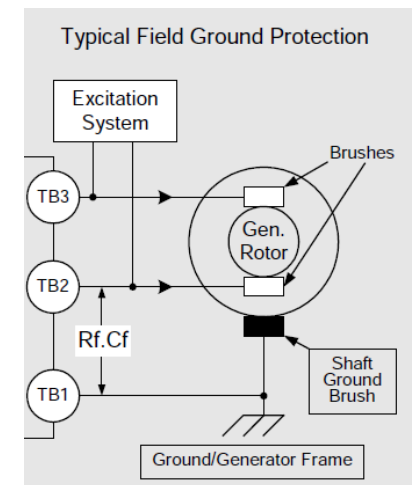 Typical Field Ground Protection
Excitation
System
Brushes
TB3
Gen.
Rotor
TB2
Rf.Cf
Shaft
Ground
Brush
TB1
Ground/Generator Frame